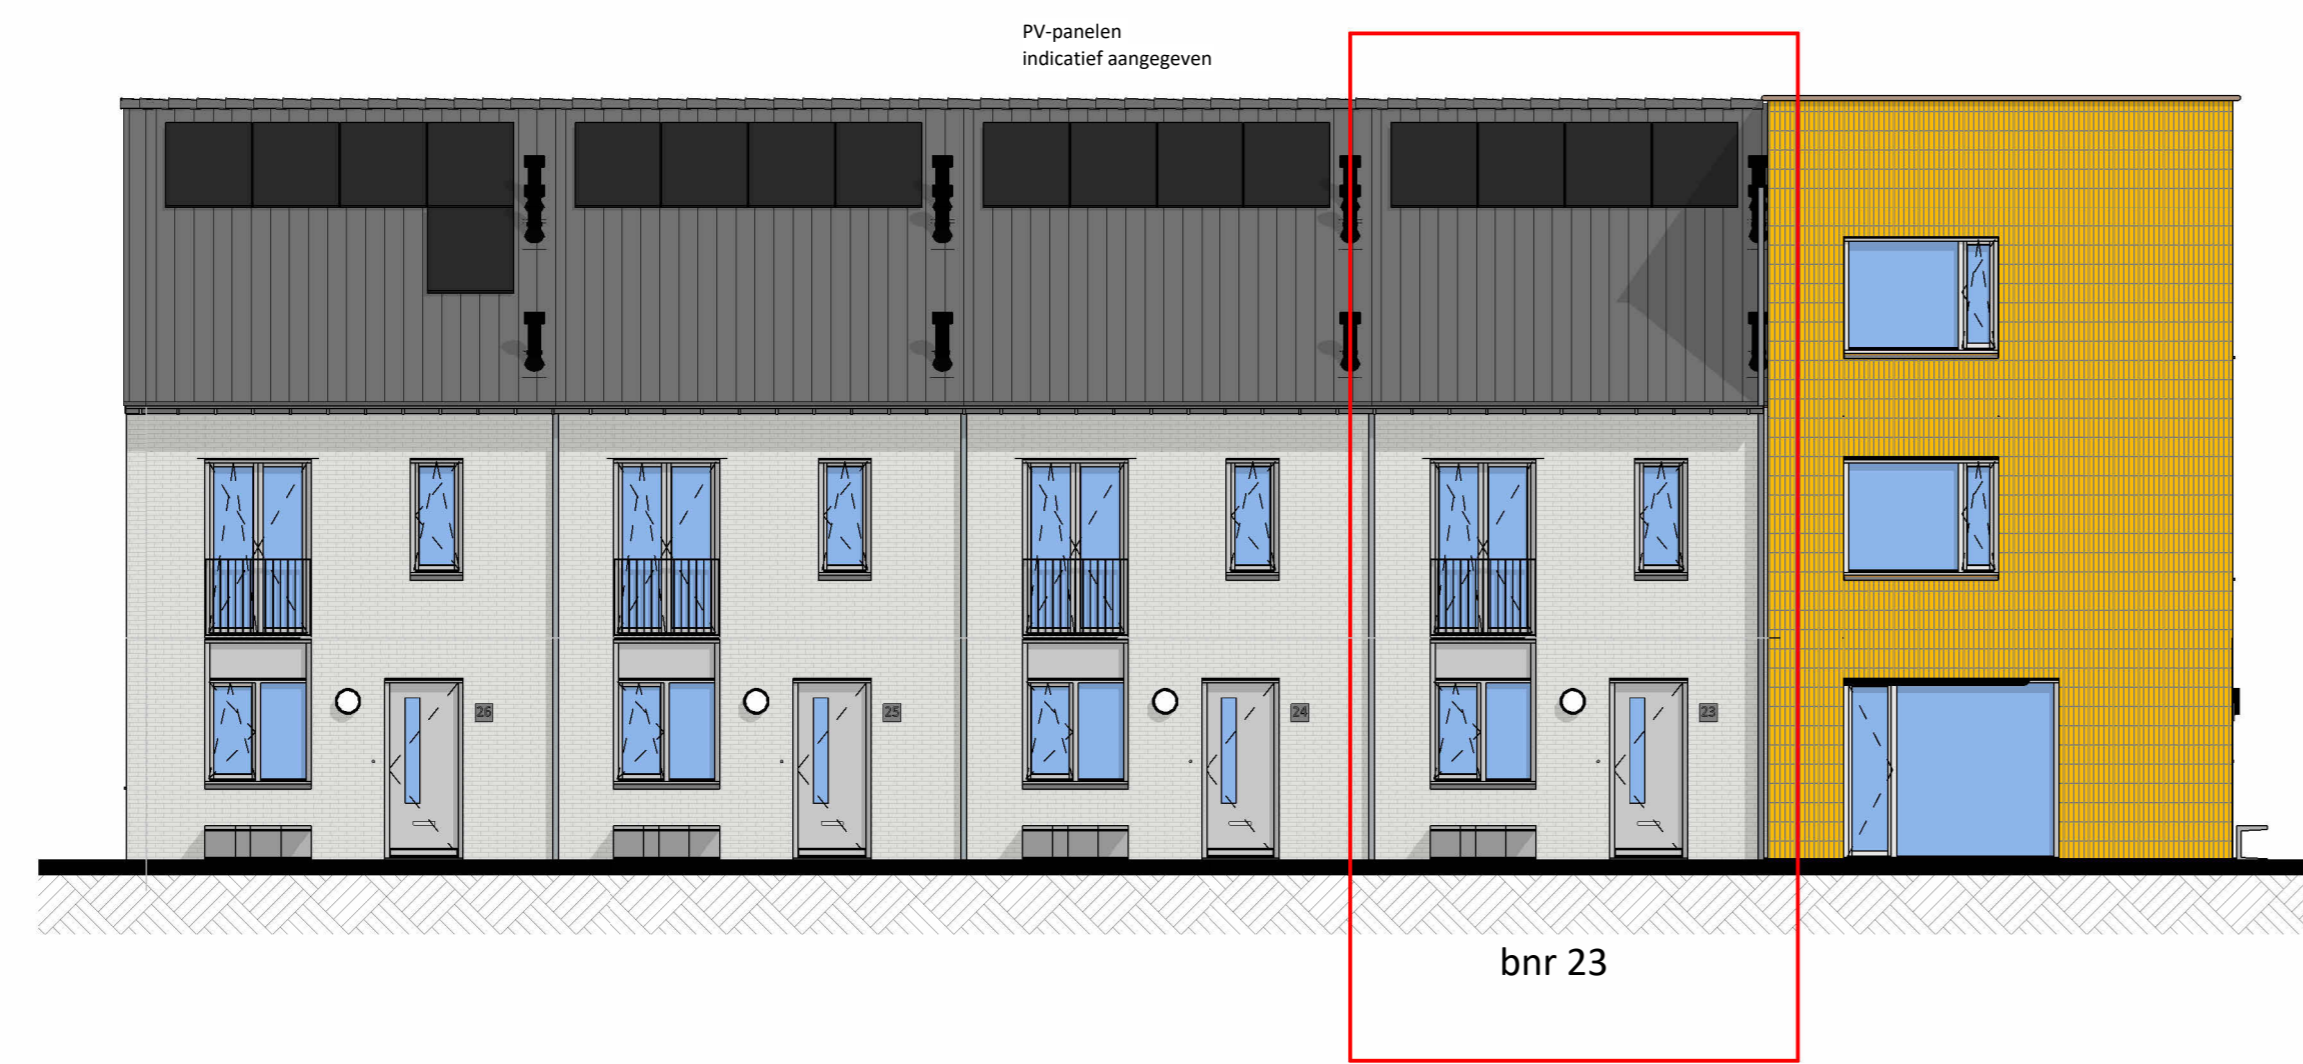 PV-panelen
indicatief aangegeven
26
25
24
23
bnr 23